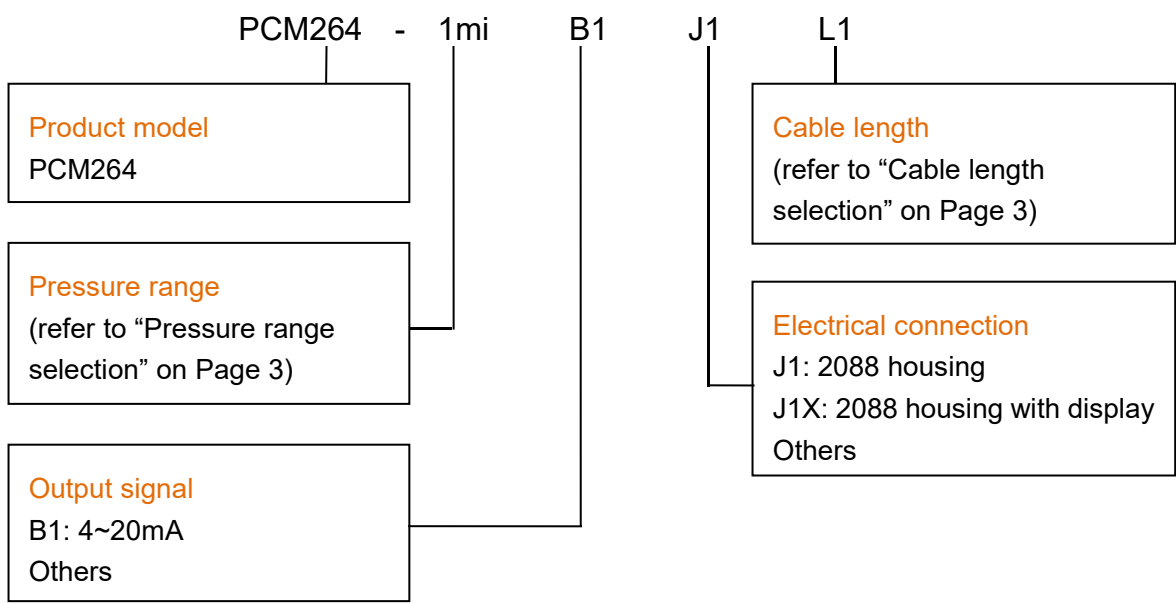 PCM264 - 1mi B1 J1 L1
Product model
PCM264
Pressure range
(refer to “Pressure range
selection” on Page 3)
Output signal
B1: 4~20mA
Others
Cable length
(refer to “Cable length
selection” on Page 3)
Electrical connection
J1: 2088 housing
J1X: 2088 housing with display
Others